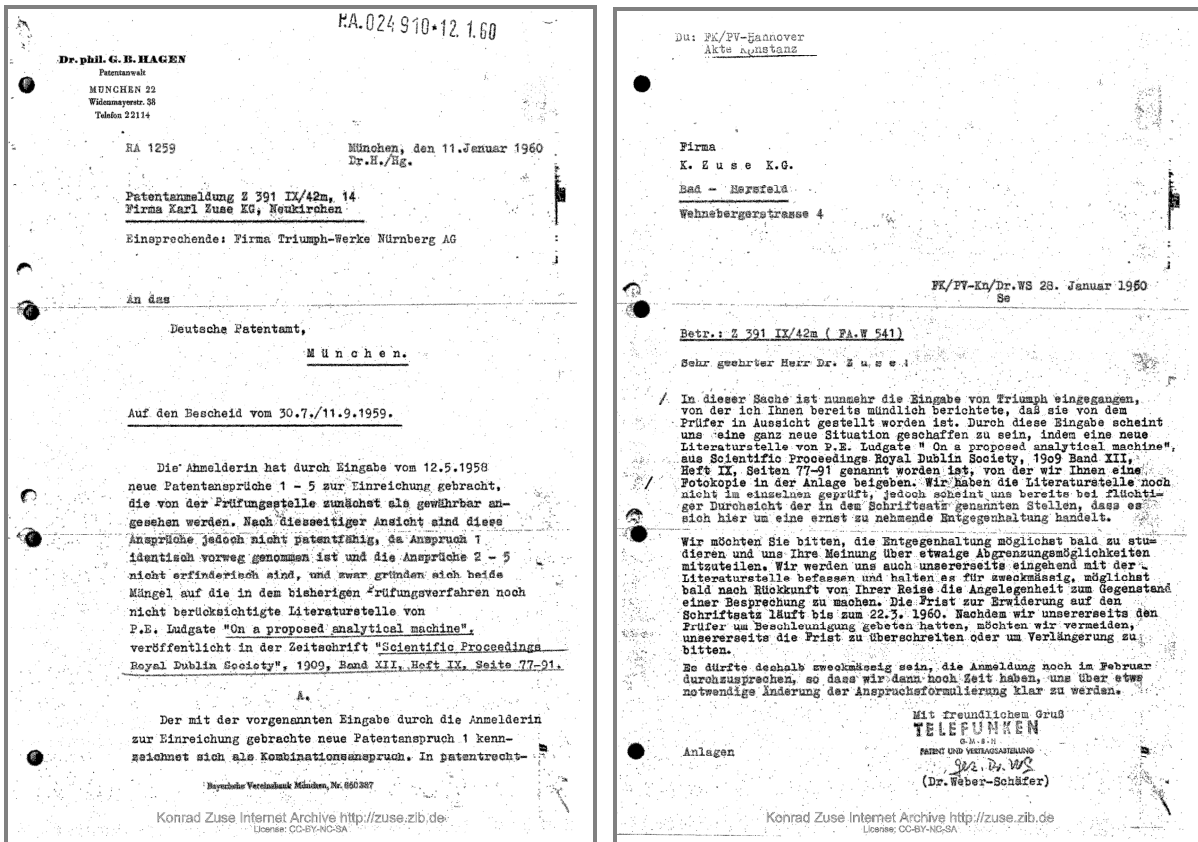 RA.024 910*12.1.60
Dr. phil. G. B. HAGEN
Patentanwalt
MÜNCHEN 22
Widenmayerstr. 38
Telefon 22114
RA 1259
München, den 11.Januar 1960
Dr.H./Hg.
Patentanmeldung Z 391 IX/42m, 14
Firma Karl Zuse KG, Neukirchen
Einsprechende: Firma Triumph-Werke Nürnberg AG
An das
Deutsche Patentamt,
München.
Auf den Bescheid vom 30.7./11.9.1959.
Die Ahmelderin hat durch Eingabe vom 12.5.1958
neue Patentansprüche 1 - 5 zur Einreichung gebracht,
die von der Prüfungsstelle zunächst als gewährbar an-
gesehen werden. Nach diesseitiger Ansicht sind diese
Ansprüche jedoch nicht patentfähig, da Anspruch 1
identisch vorweg genommen ist und die Ansprüche 2 - 5
nicht erfinderisch sind, und zwar gründen sich beide
Mängel auf die in dem bisherigen Prüfungsverfahren noch
nicht berücksichtigte Literaturstelle von
P.E. Ludgate "On a proposed analytical machine",
veröffentlicht in der Zeitschrift "Scientific Proceedings
Royal Dublin Society", 1909, Band XII, Heft IX, Seite 77-91.
A.
Der mit der vorgenannten Eingabe durch die Anmelderin
zur Einreichung gebrachte neue Patentanspruch 1 kenn-
zeichnet sich als Kombinationsanspruch. In patentrecht-
Bayerische Vereinsbank München, Nr. 860387
Konrad Zuse Internet Archive http://zuse.zib.de
License: CC-BY-NC-SA
Du: FK/PV-Hannover
Akte Konstanz
Firma
K. Z u s e K.G.
Bad - Hersfeld
Wehnebergerstrasse 4
FK/PV-Kn/Dr.WS 28. Januar 1960
Se
Betr.: Z 391 IX/42m ( FA.W 541)
Sehr geehrter Herr Dr. Z u s e !
In dieser Sache ist nunmehr die Eingabe von Triumph eingegangen,
von der ich Ihnen bereits mündlich berichtete, daß sie von dem
Prüfer in Aussicht gestellt worden ist. Durch diese Eingabe scheint
uns eine ganz neue Situation geschaffen zu sein, indem eine neue
Literaturstelle von P.E. Ludgate " On a proposed analytical machine",
aus Scientific Proceedings Royal Dublin Society, 1909 Band XII,
Heft IX, Seiten 77-91 genannt worden ist, von der wir Ihnen eine
Fotokopie in der Anlage beigeben. Wir haben die Literaturstelle noch
nicht im einzelnen geprüft, jedoch scheint uns bereits bei flüchti-
ger Durchsicht der in dem Schriftsatz genannten Stellen, dass es
sich hier um eine ernst zu nehmende Entgegenhaltung handelt.
Wir möchten Sie bitten, die Entgegenhaltung möglichst bald zu stu-
dieren und uns Ihre Meinung über etwaige Abgrenzungsmöglichkeiten
mitzuteilen. Wir werden uns auch unsererseits eingehend mit der
Literaturstelle befassen und halten es für zweckmässig, möglichst
bald nach Rückkunft von Ihrer Reise die Angelegenheit zum Gegenstand
einer Besprechung zu machen. Die Frist zur Erwiderung auf den
Schriftsatz läuft bis zum 22.3. 1960. Nachdem wir unsererseits den
Prüfer um Beschleunigung gebeten hatten, möchten wir vermeiden,
unsererseits die Frist zu überschreiten oder um Verlängerung zu
bitten.
Es dürfte deshalb zweckmässig sein, die Anmeldung noch im Februar
durchzusprechen, so dass wir dann noch Zeit haben, uns über etwa
notwendige Änderung der Anspruchsformulierung klar zu werden.
Mit freundlichem Gruß
TELEFUNKEN
G·M·B·H
PATENT UND VERTRAGSABTEILUNG
gez. Dr. WS
(Dr.Weber-Schäfer)
Anlagen
Konrad Zuse Internet Archive http://zuse.zib.de
License: CC-BY-NC-SA